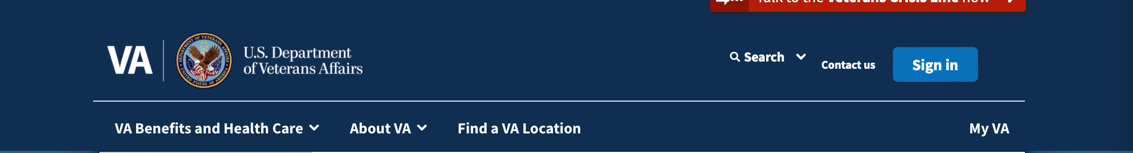 Talk to the Veterans Crisis Line now
VA
U.S. Department
of Veterans Affairs
Search
Contact us
Sign in
VA Benefits and Health Care
About VA
Find a VA Location
My VA